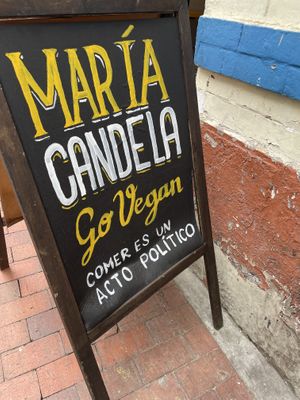 MARÍA
CANDELA
Go Vegan
COMER ES UN
ACTO POLÍTICO